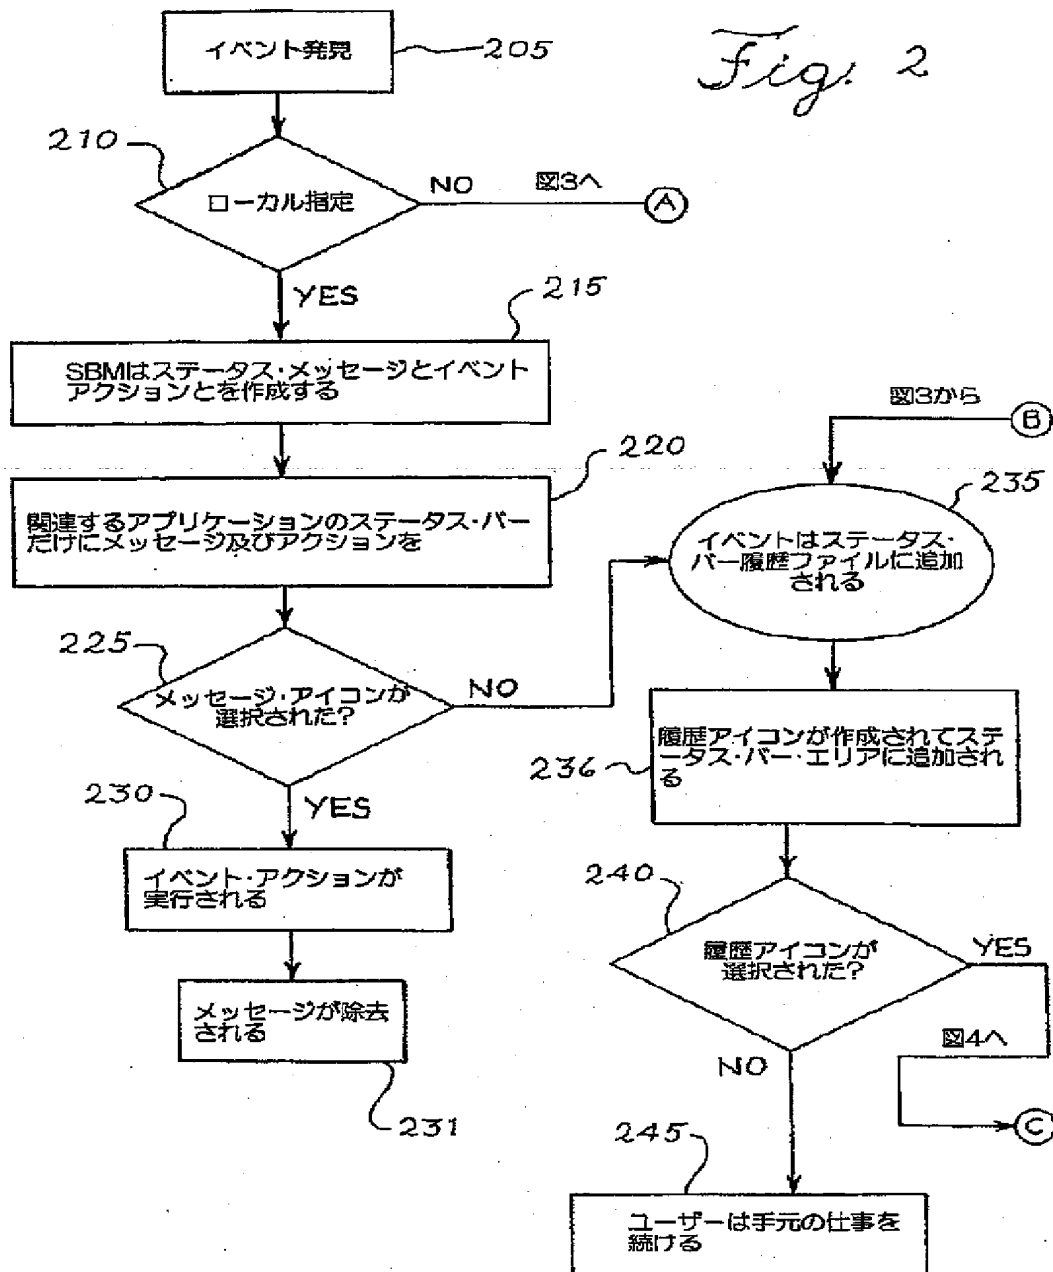 Fig. 2
イベント発見
205
210
ローカル指定
NO
図3へ
A
YES
215
SBMはステータス・メッセージとイベント
アクションとを作成する
220
関連するアプリケーションのステータス・バー
だけにメッセージ及びアクションを
225
メッセージ・アイコンが
選択された?
NO
YES
230
イベント・アクションが
実行される
メッセージが除去
される
231
図3から
B
235
イベントはステータス・
バー履歴ファイルに追加
される
236
履歴アイコンが作成されてステ
ータス・バー・エリアに追加され
る
240
履歴アイコンが
選択された?
YES
図4へ
C
NO
245
ユーザーは手元の仕事を
続ける